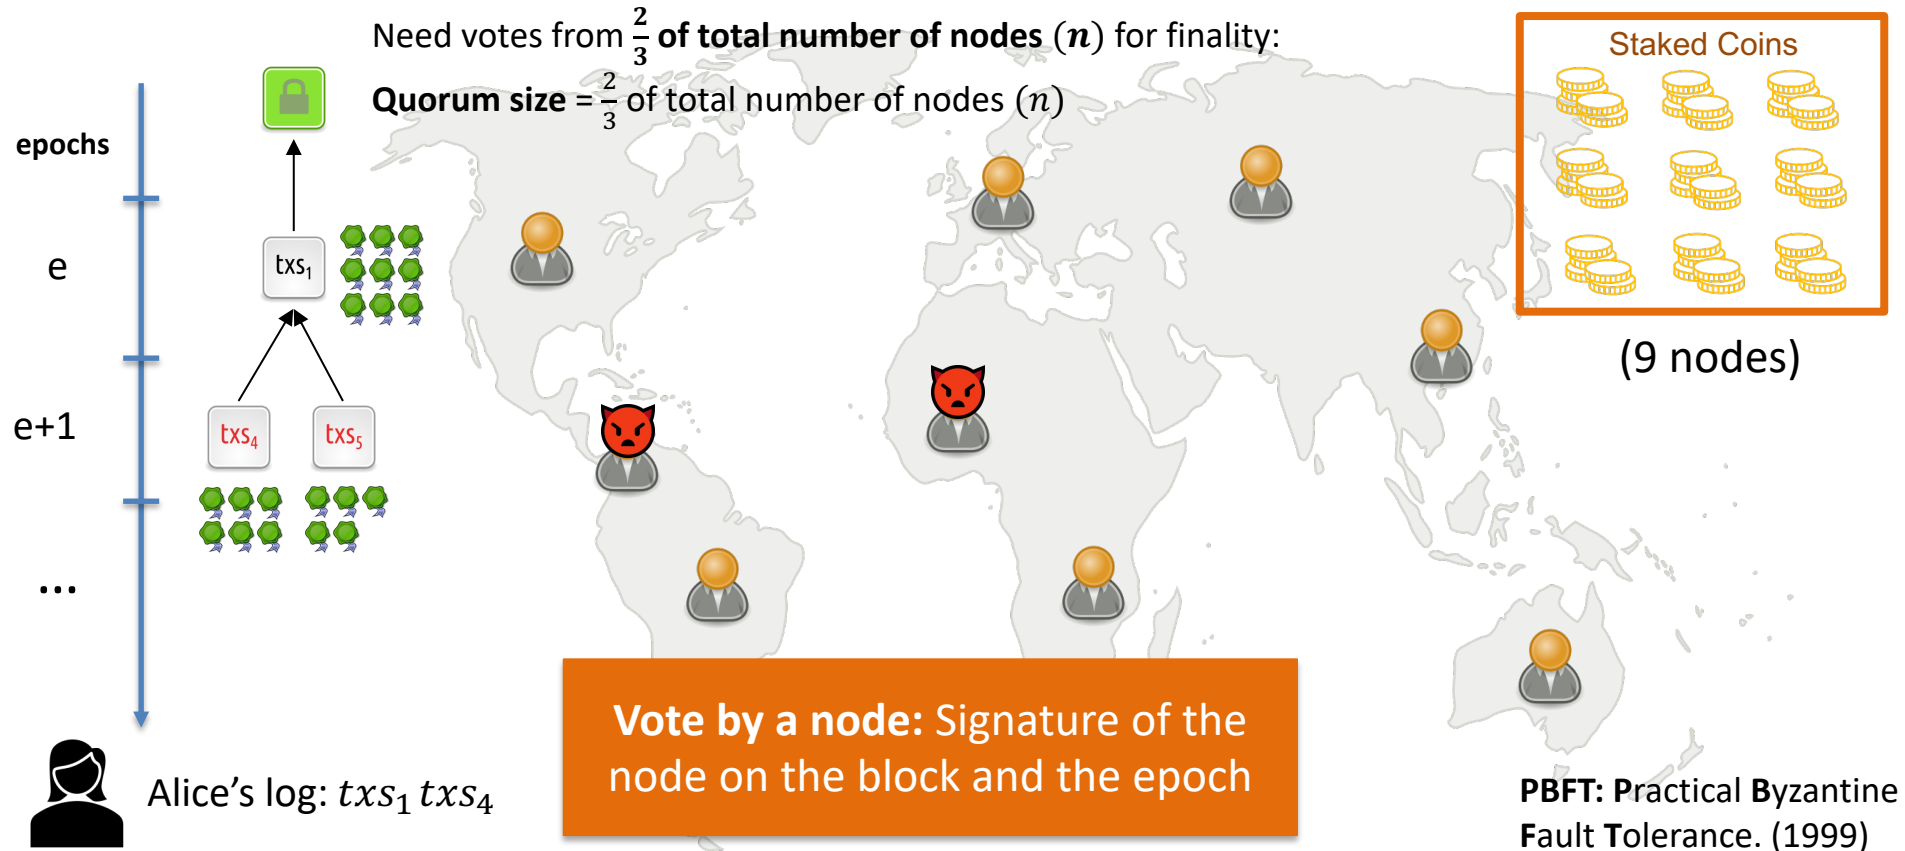 Need votes from 2/3 of total number of nodes (n) for finality:
Quorum size = 2/3 of total number of nodes (n)
Staked Coins
(9 nodes)
epochs
e
txs₁
e+1
txs₄
txs₅
...
Vote by a node: Signature of the
node on the block and the epoch
Alice's log: txs₁ txs₄
PBFT: Practical Byzantine
Fault Tolerance. (1999)